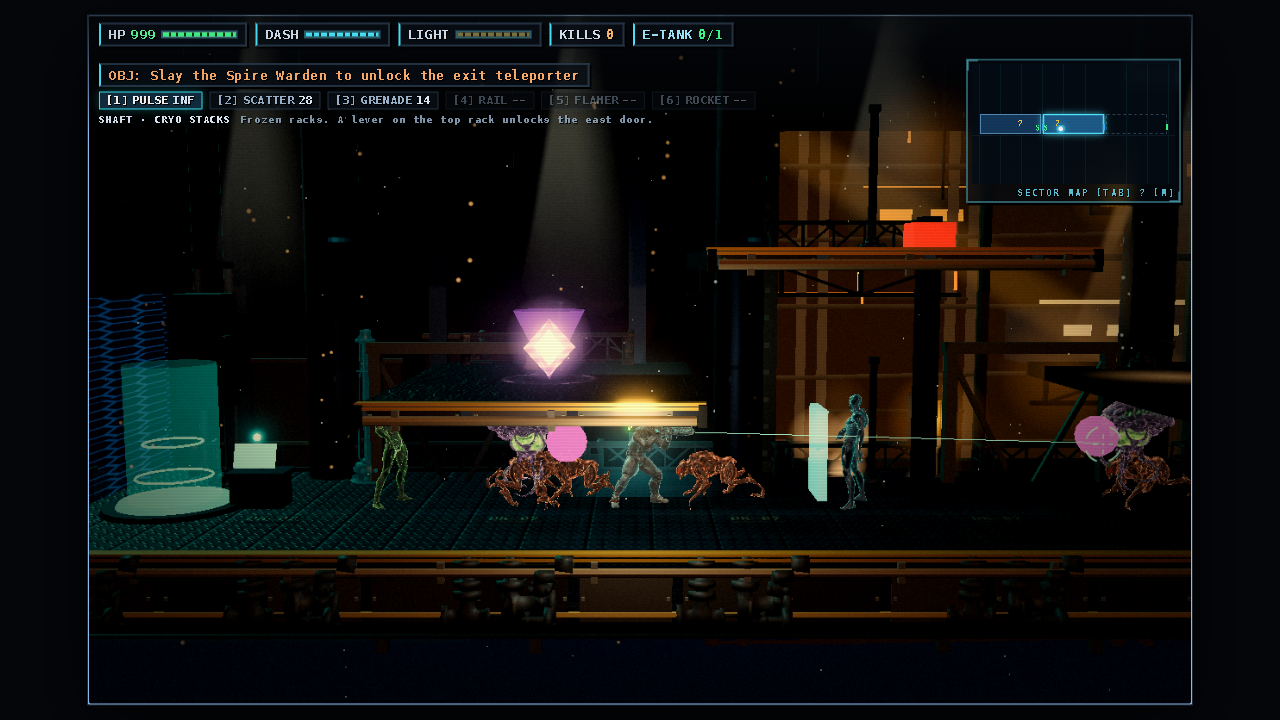 HP 999 DASH LIGHT KILLS 0 E-TANK 0/1
OBJ: Slay the Spire Warden to unlock the exit teleporter
[1] PULSE INF [2] SCATTER 28 [3] GRENADE 14 [4] RAIL -- [5] FLAMER -- [6] ROCKET --
SHAFT · CRYO STACKS Frozen racks. A lever on the top rack unlocks the east door.
? S S ?
SECTOR MAP [TAB] ? [M]